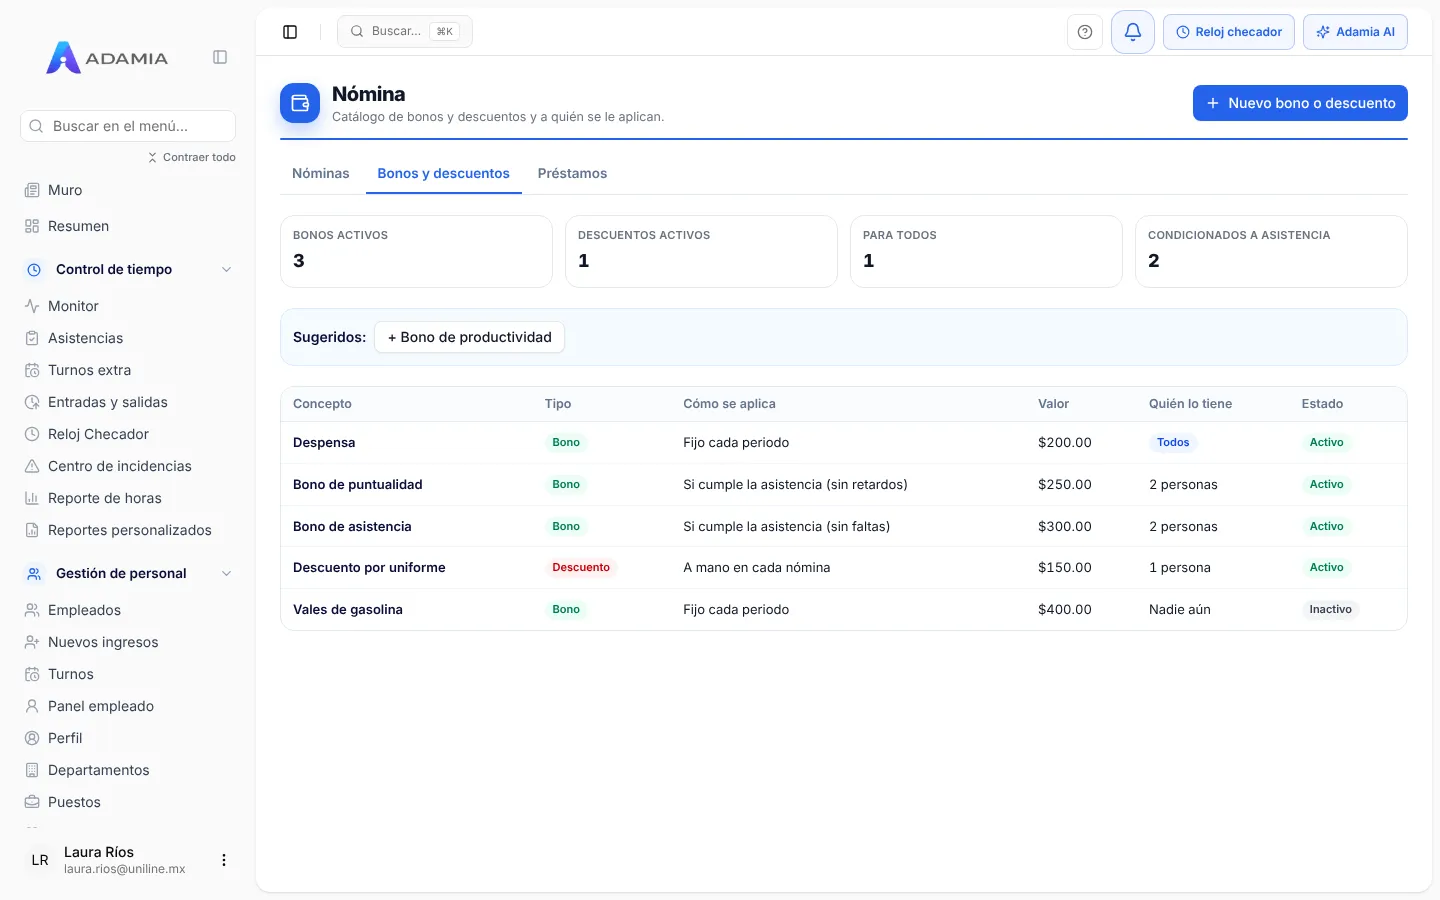 ADAMIA
Buscar en el menú...
Contraer todo
Muro
Resumen
Control de tiempo
Monitor
Asistencias
Turnos extra
Entradas y salidas
Reloj Checador
Centro de incidencias
Reporte de horas
Reportes personalizados
Gestión de personal
Empleados
Nuevos ingresos
Turnos
Panel empleado
Perfil
Departamentos
Puestos
LR
Laura Ríos
laura.rios@uniline.mx
Buscar... ⌘K
Reloj checador
Adamia AI
Nómina
Catálogo de bonos y descuentos y a quién se le aplican.
+ Nuevo bono o descuento
Nóminas Bonos y descuentos Préstamos
BONOS ACTIVOS
3
DESCUENTOS ACTIVOS
1
PARA TODOS
1
CONDICIONADOS A ASISTENCIA
2
Sugeridos: + Bono de productividad
Concepto Tipo Cómo se aplica Valor Quién lo tiene Estado
Despensa Bono Fijo cada periodo $200.00 Todos Activo
Bono de puntualidad Bono Si cumple la asistencia (sin retardos) $250.00 2 personas Activo
Bono de asistencia Bono Si cumple la asistencia (sin faltas) $300.00 2 personas Activo
Descuento por uniforme Descuento A mano en cada nómina $150.00 1 persona Activo
Vales de gasolina Bono Fijo cada periodo $400.00 Nadie aún Inactivo